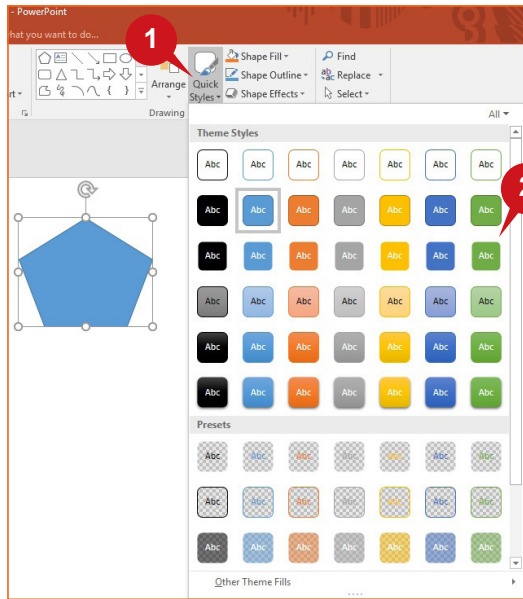 - PowerPoint
hat you want to do...
1
Shape Fill
Find
Shape Outline
Replace
Arrange
Quick Styles
Shape Effects
Select
rt
Drawing
All
Theme Styles
2
Abc Abc Abc Abc Abc Abc Abc
Abc Abc Abc Abc Abc Abc Abc
Abc Abc Abc Abc Abc Abc Abc
Abc Abc Abc Abc Abc Abc Abc
Abc Abc Abc Abc Abc Abc Abc
Abc Abc Abc Abc Abc Abc Abc
Presets
Abc Abc Abc Abc Abc Abc Abc
Abc Abc Abc Abc Abc Abc Abc
Abc Abc Abc Abc Abc Abc Abc
Other Theme Fills